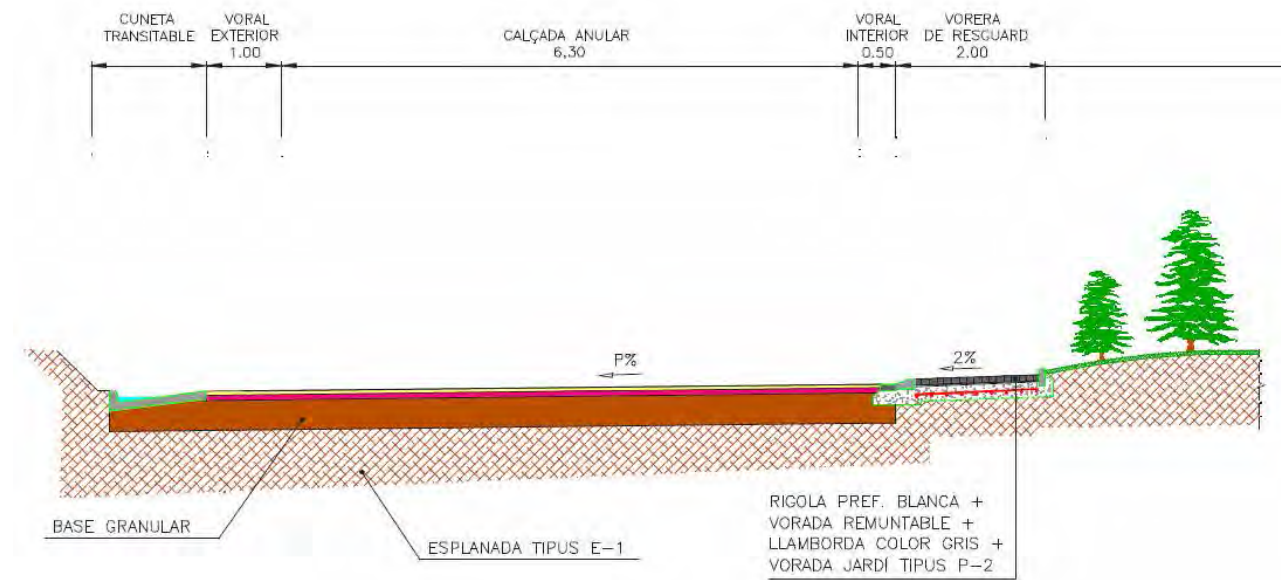 CUNETA
TRANSITABLE
VORAL
EXTERIOR
1.00
CALÇADA ANULAR
6,30
VORAL
INTERIOR
0.50
VORERA
DE RESGUARD
2.00
P%
2%
BASE GRANULAR
ESPLANADA TIPUS E-1
RIGOLA PREF. BLANCA +
VORADA REMUNTABLE +
LLAMBORDA COLOR GRIS +
VORADA JARDÍ TIPUS P-2